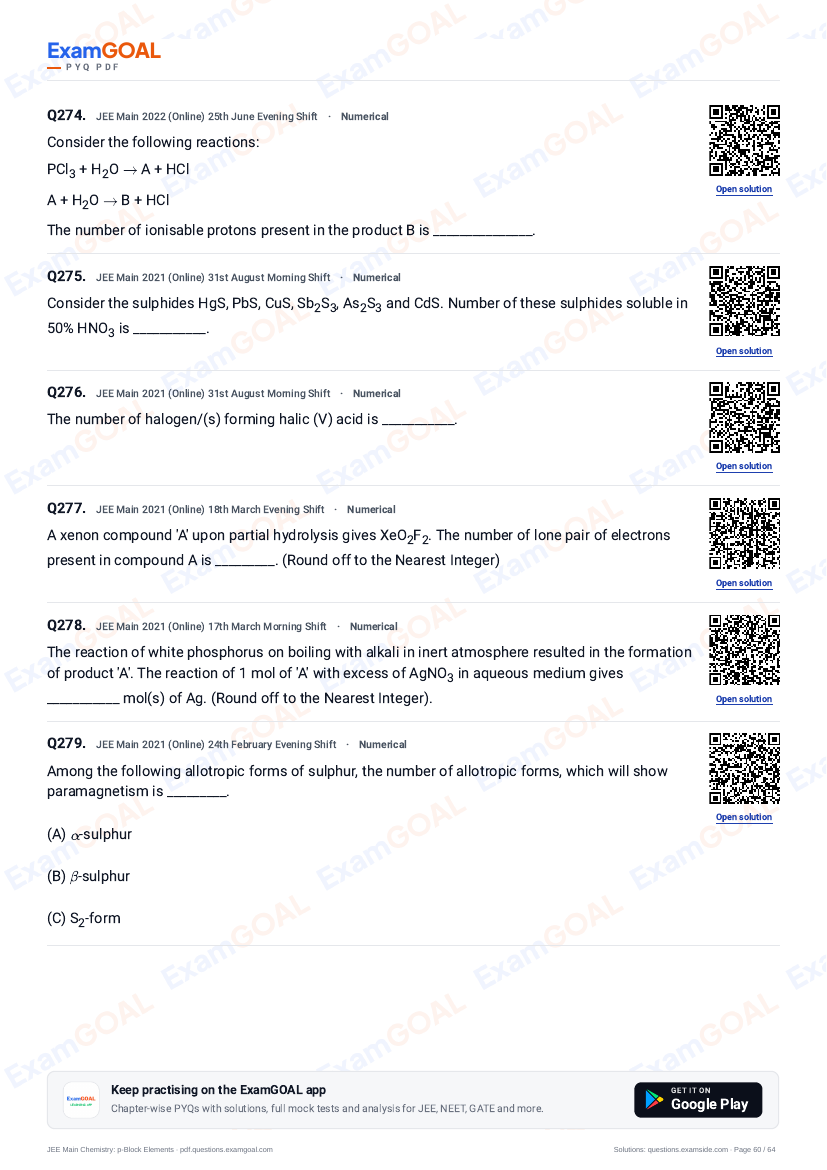 ExamGOAL
PYQ PDF
Q274. JEE Main 2022 (Online) 25th June Evening Shift · Numerical
Consider the following reactions:
PCl₃ + H₂O → A + HCl
A + H₂O → B + HCl
The number of ionisable protons present in the product B is _______________.
Open solution
Q275. JEE Main 2021 (Online) 31st August Morning Shift · Numerical
Consider the sulphides HgS, PbS, CuS, Sb₂S₃, As₂S₃ and CdS. Number of these sulphides soluble in
50% HNO₃ is ___________.
Open solution
Q276. JEE Main 2021 (Online) 31st August Morning Shift · Numerical
The number of halogen/(s) forming halic (V) acid is ___________.
Open solution
Q277. JEE Main 2021 (Online) 18th March Evening Shift · Numerical
A xenon compound 'A' upon partial hydrolysis gives XeO₂F₂. The number of lone pair of electrons
present in compound A is _________. (Round off to the Nearest Integer)
Open solution
Q278. JEE Main 2021 (Online) 17th March Morning Shift · Numerical
The reaction of white phosphorus on boiling with alkali in inert atmosphere resulted in the formation
of product 'A'. The reaction of 1 mol of 'A' with excess of AgNO₃ in aqueous medium gives
___________ mol(s) of Ag. (Round off to the Nearest Integer).
Open solution
Q279. JEE Main 2021 (Online) 24th February Evening Shift · Numerical
Among the following allotropic forms of sulphur, the number of allotropic forms, which will show
paramagnetism is _________.
Open solution
(A) α-sulphur
(B) β-sulphur
(C) S₂-form
Keep practising on the ExamGOAL app
Chapter-wise PYQs with solutions, full mock tests and analysis for JEE, NEET, GATE and more.
GET IT ON
Google Play
JEE Main Chemistry: p-Block Elements · pdf.questions.examgoal.com
Solutions: questions.examside.com · Page 60 / 64